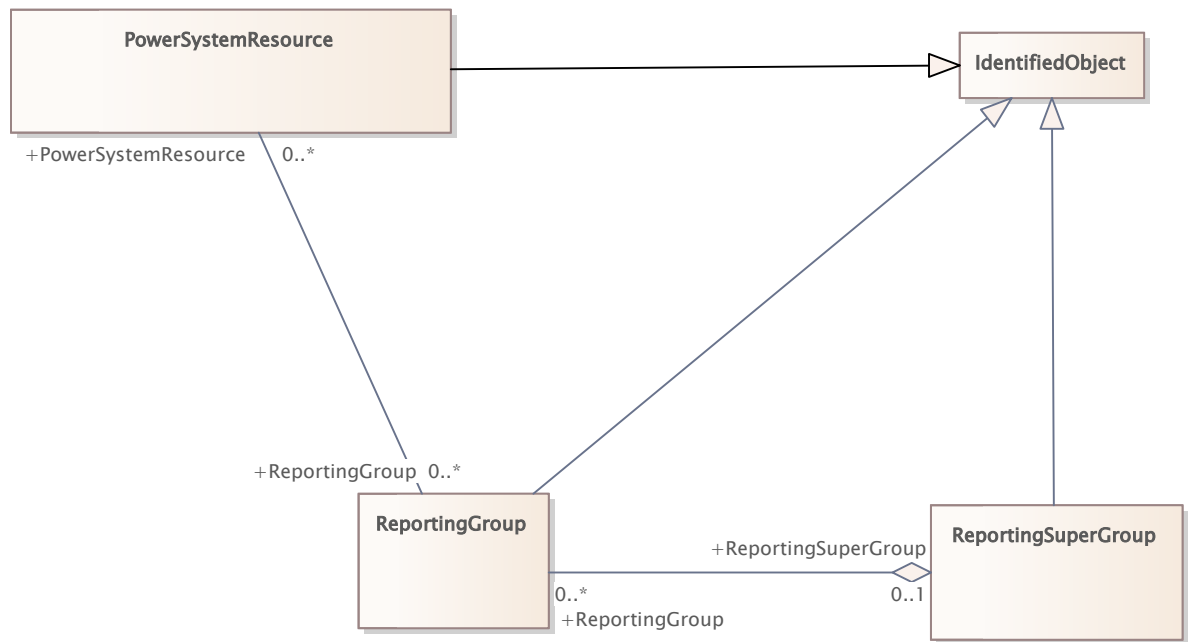 PowerSystemResource
IdentifiedObject
+PowerSystemResource 0..*
+ReportingGroup 0..*
ReportingGroup
ReportingSuperGroup
+ReportingSuperGroup
0..* 0..1
+ReportingGroup